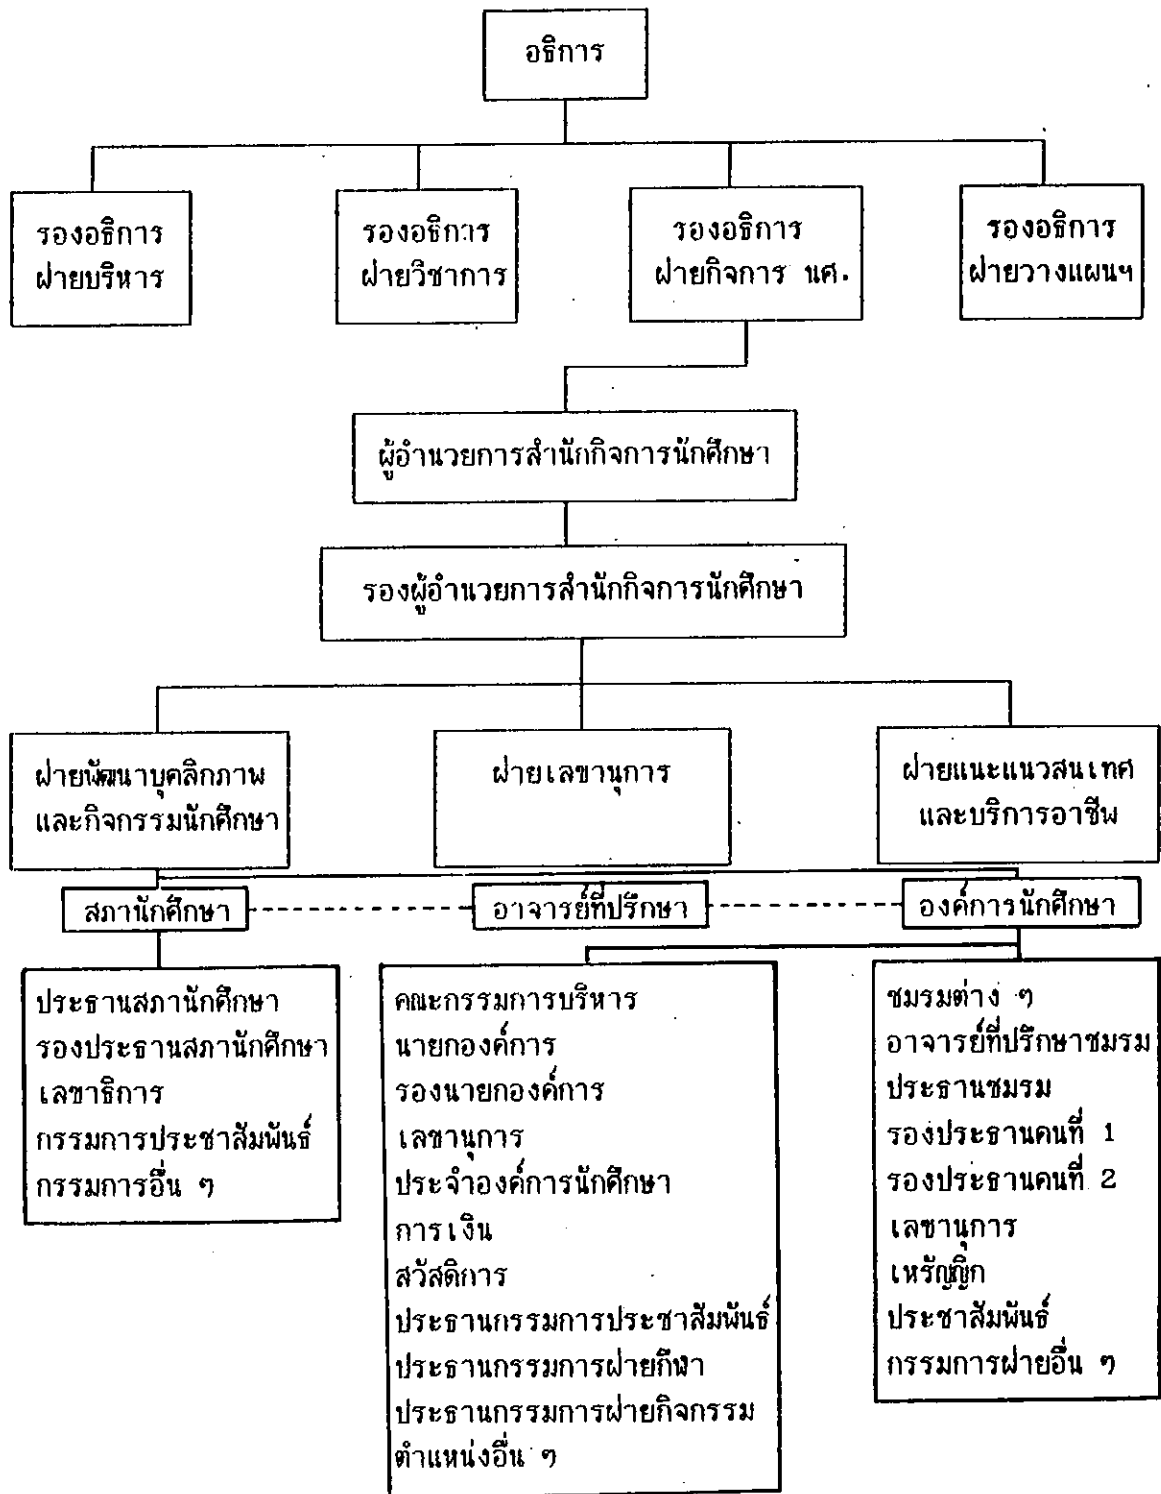 อธิการ
รองอธิการ
ฝ่ายบริหาร
รองอธิการ
ฝ่ายวิชาการ
รองอธิการ
ฝ่ายกิจการ นศ.
รองอธิการ
ฝ่ายวางแผนฯ
ผู้อำนวยการสำนักกิจการนักศึกษา
รองผู้อำนวยการสำนักกิจการนักศึกษา
ฝ่ายพัฒนาบุคลิกภาพ
และกิจกรรมนักศึกษา
ฝ่ายเลขานุการ
ฝ่ายแนะแนวสนเทศ
และบริการอาชีพ
สภานักศึกษา
อาจารย์ที่ปรึกษา
องค์การนักศึกษา
ประธานสภานักศึกษา
รองประธานสภานักศึกษา
เลขาธิการ
กรรมการประชาสัมพันธ์
กรรมการอื่น ๆ
คณะกรรมการบริหาร
นายกองค์การ
รองนายกองค์การ
เลขานุการ
ประจำองค์การนักศึกษา
การเงิน
สวัสดิการ
ประธานกรรมการประชาสัมพันธ์
ประธานกรรมการฝ่ายกีฬา
ประธานกรรมการฝ่ายกิจกรรม
ตำแหน่งอื่น ๆ
ชมรมต่าง ๆ
อาจารย์ที่ปรึกษาชมรม
ประธานชมรม
รองประธานคนที่ 1
รองประธานคนที่ 2
เลขานุการ
เหรัญญิก
ประชาสัมพันธ์
กรรมการฝ่ายอื่น ๆ